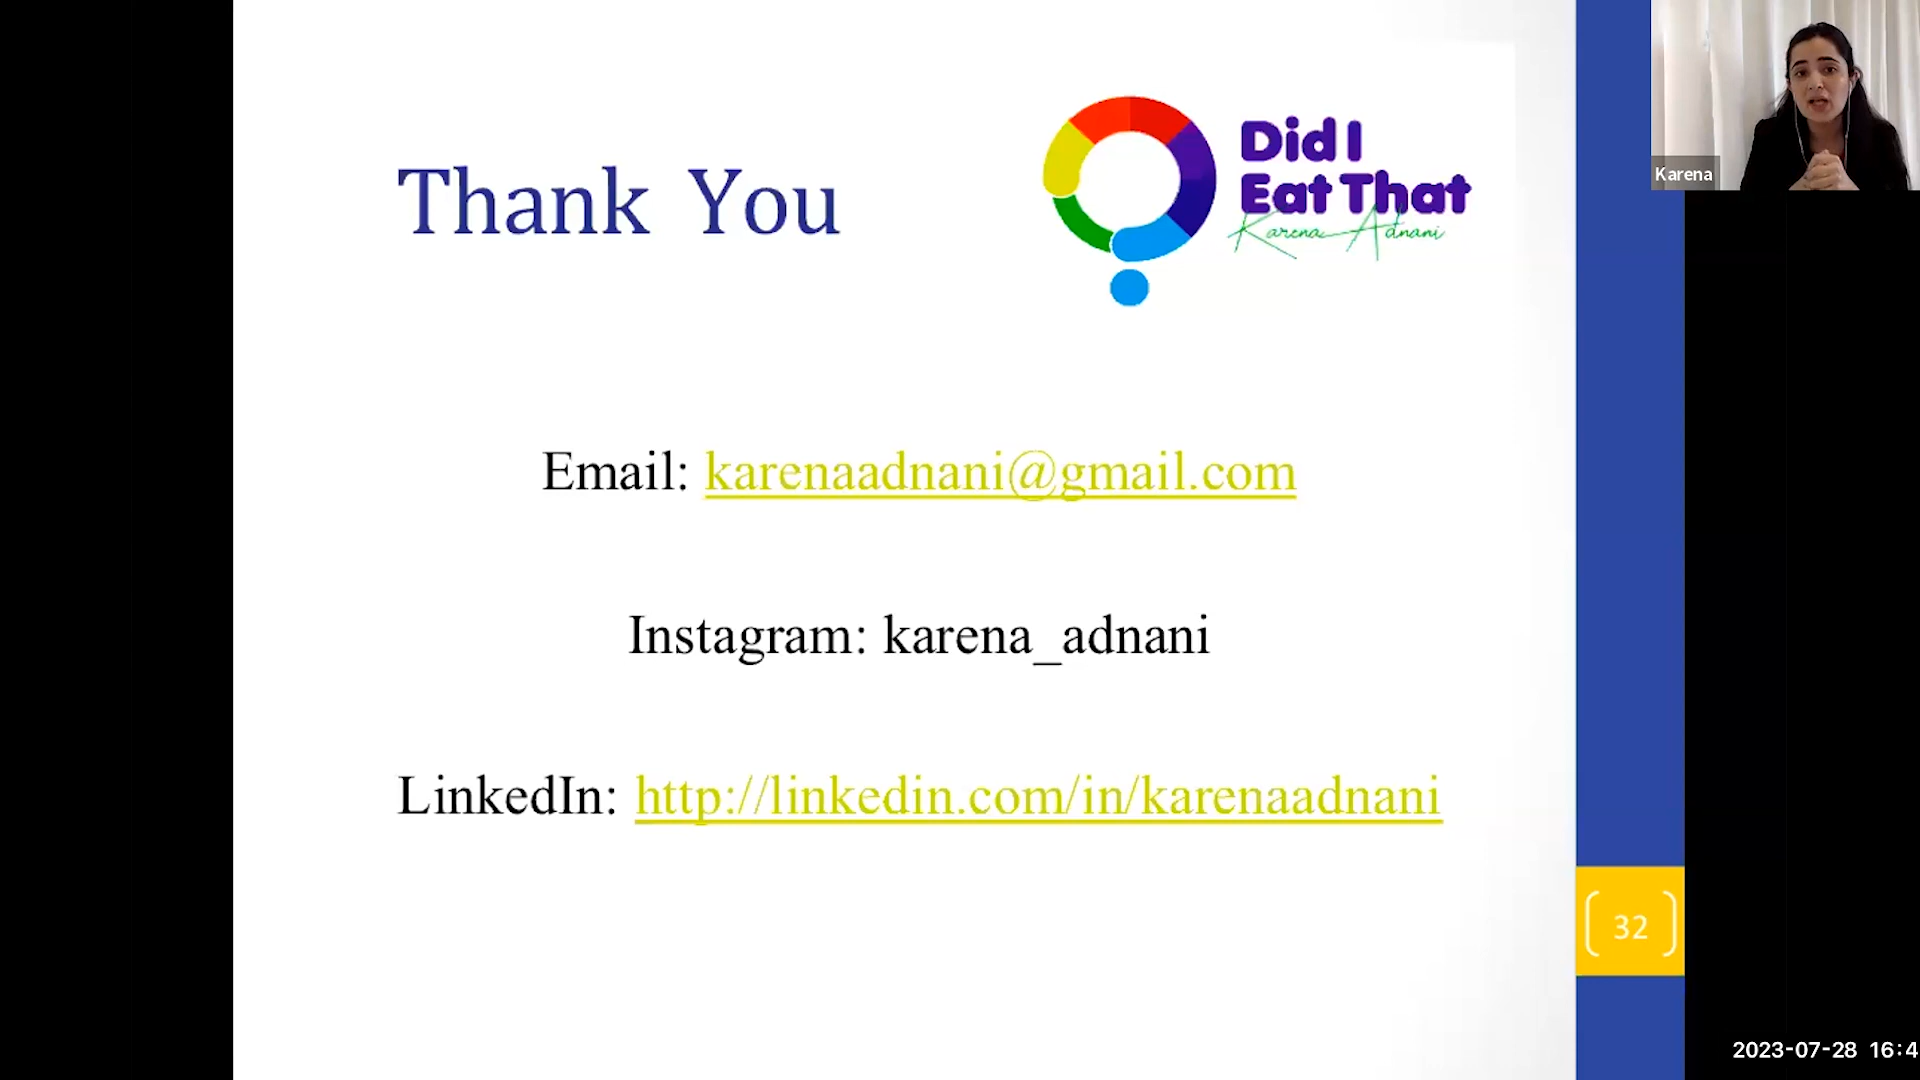 Thank You
Did I
Eat That
Karena Adnani
Karena
Email: karenaadnani@gmail.com
Instagram: karena_adnani
LinkedIn: http://linkedin.com/in/karenaadnani
32
2023-07-28 16:4